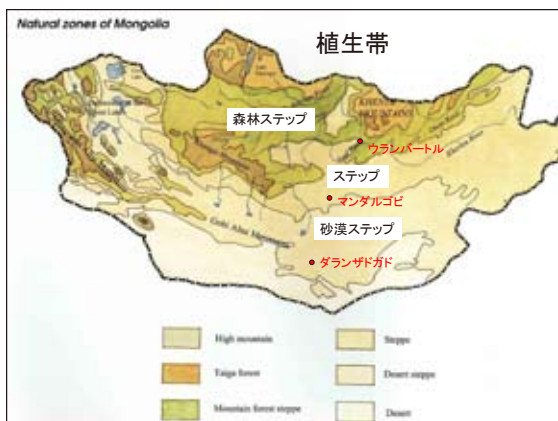 Natural zones of Mongolia
植生帯
森林ステップ
KHENTII
MOUNTAINS
ウランバートル
ステップ
マンダルゴビ
砂漠ステップ
Gobi Altai Mountains
ダランザドガド
High mountain
Steppe
Taiga forest
Desert steppe
Mountain forest steppe
Desert